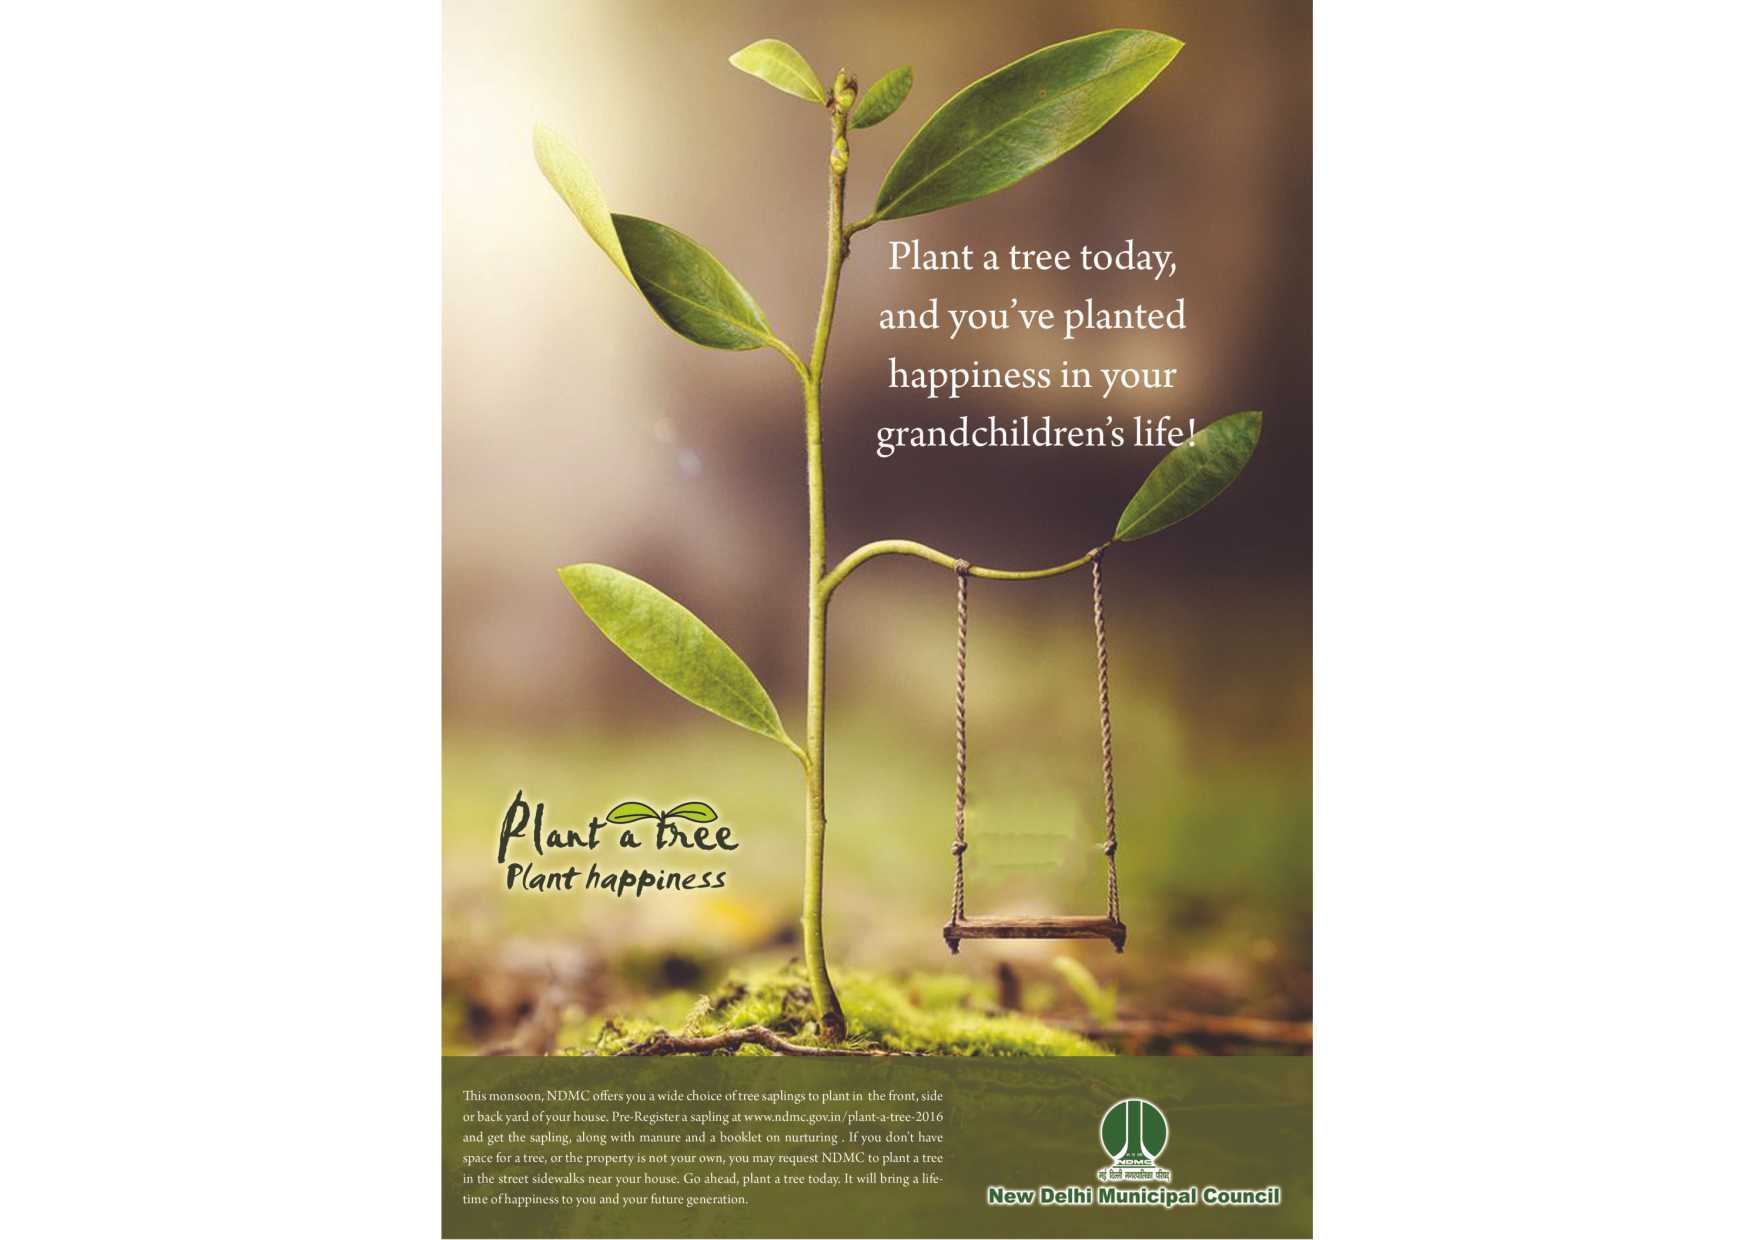 Plant a tree today,
and you've planted
happiness in your
grandchildren's life!
Plant a tree
Plant happiness
This monsoon, NDMC offers you a wide choice of tree saplings to plant in the front, side
or back yard of your house. Pre-Register a sapling at www.ndmc.gov.in/plant-a-tree-2016
and get the sapling, along with manure and a booklet on nurturing . If you don't have
space for a tree, or the property is not your own, you may request NDMC to plant a tree
in the street sidewalks near your house. Go ahead, plant a tree today. It will bring a life-
time of happiness to you and your future generation.
NDMC
नई दिल्ली नगरपालिका परिषद्
New Delhi Municipal Council